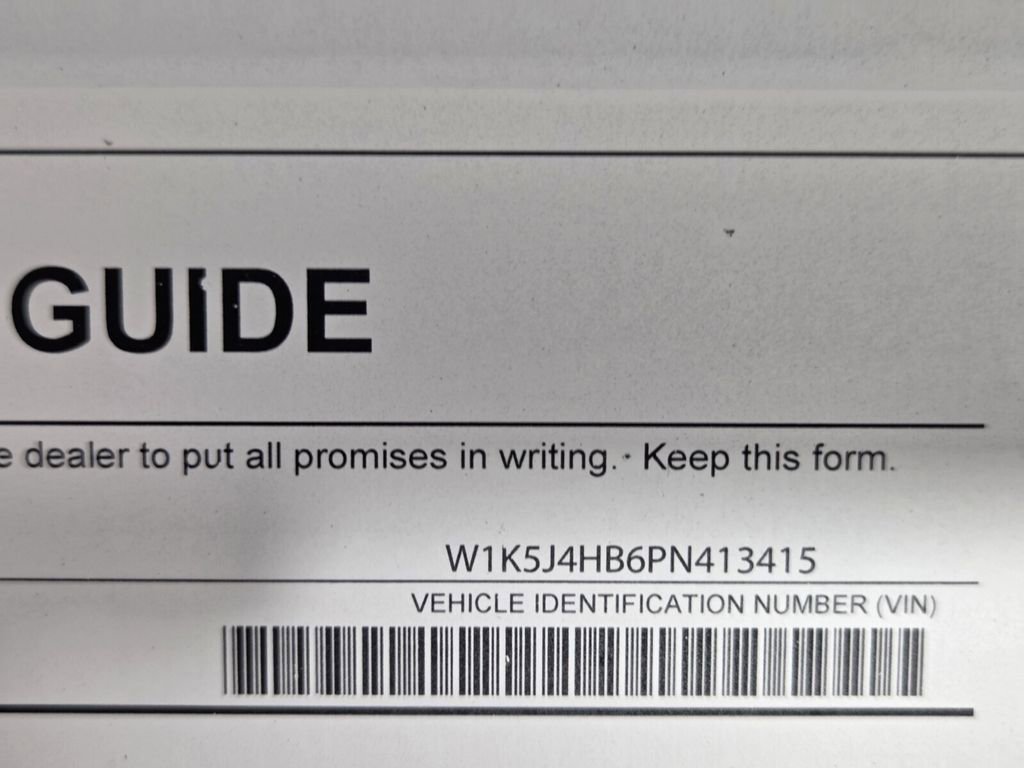 GUIDE
e dealer to put all promises in writing. Keep this form.
W1K5J4HB6PN413415
VEHICLE IDENTIFICATION NUMBER (VIN)